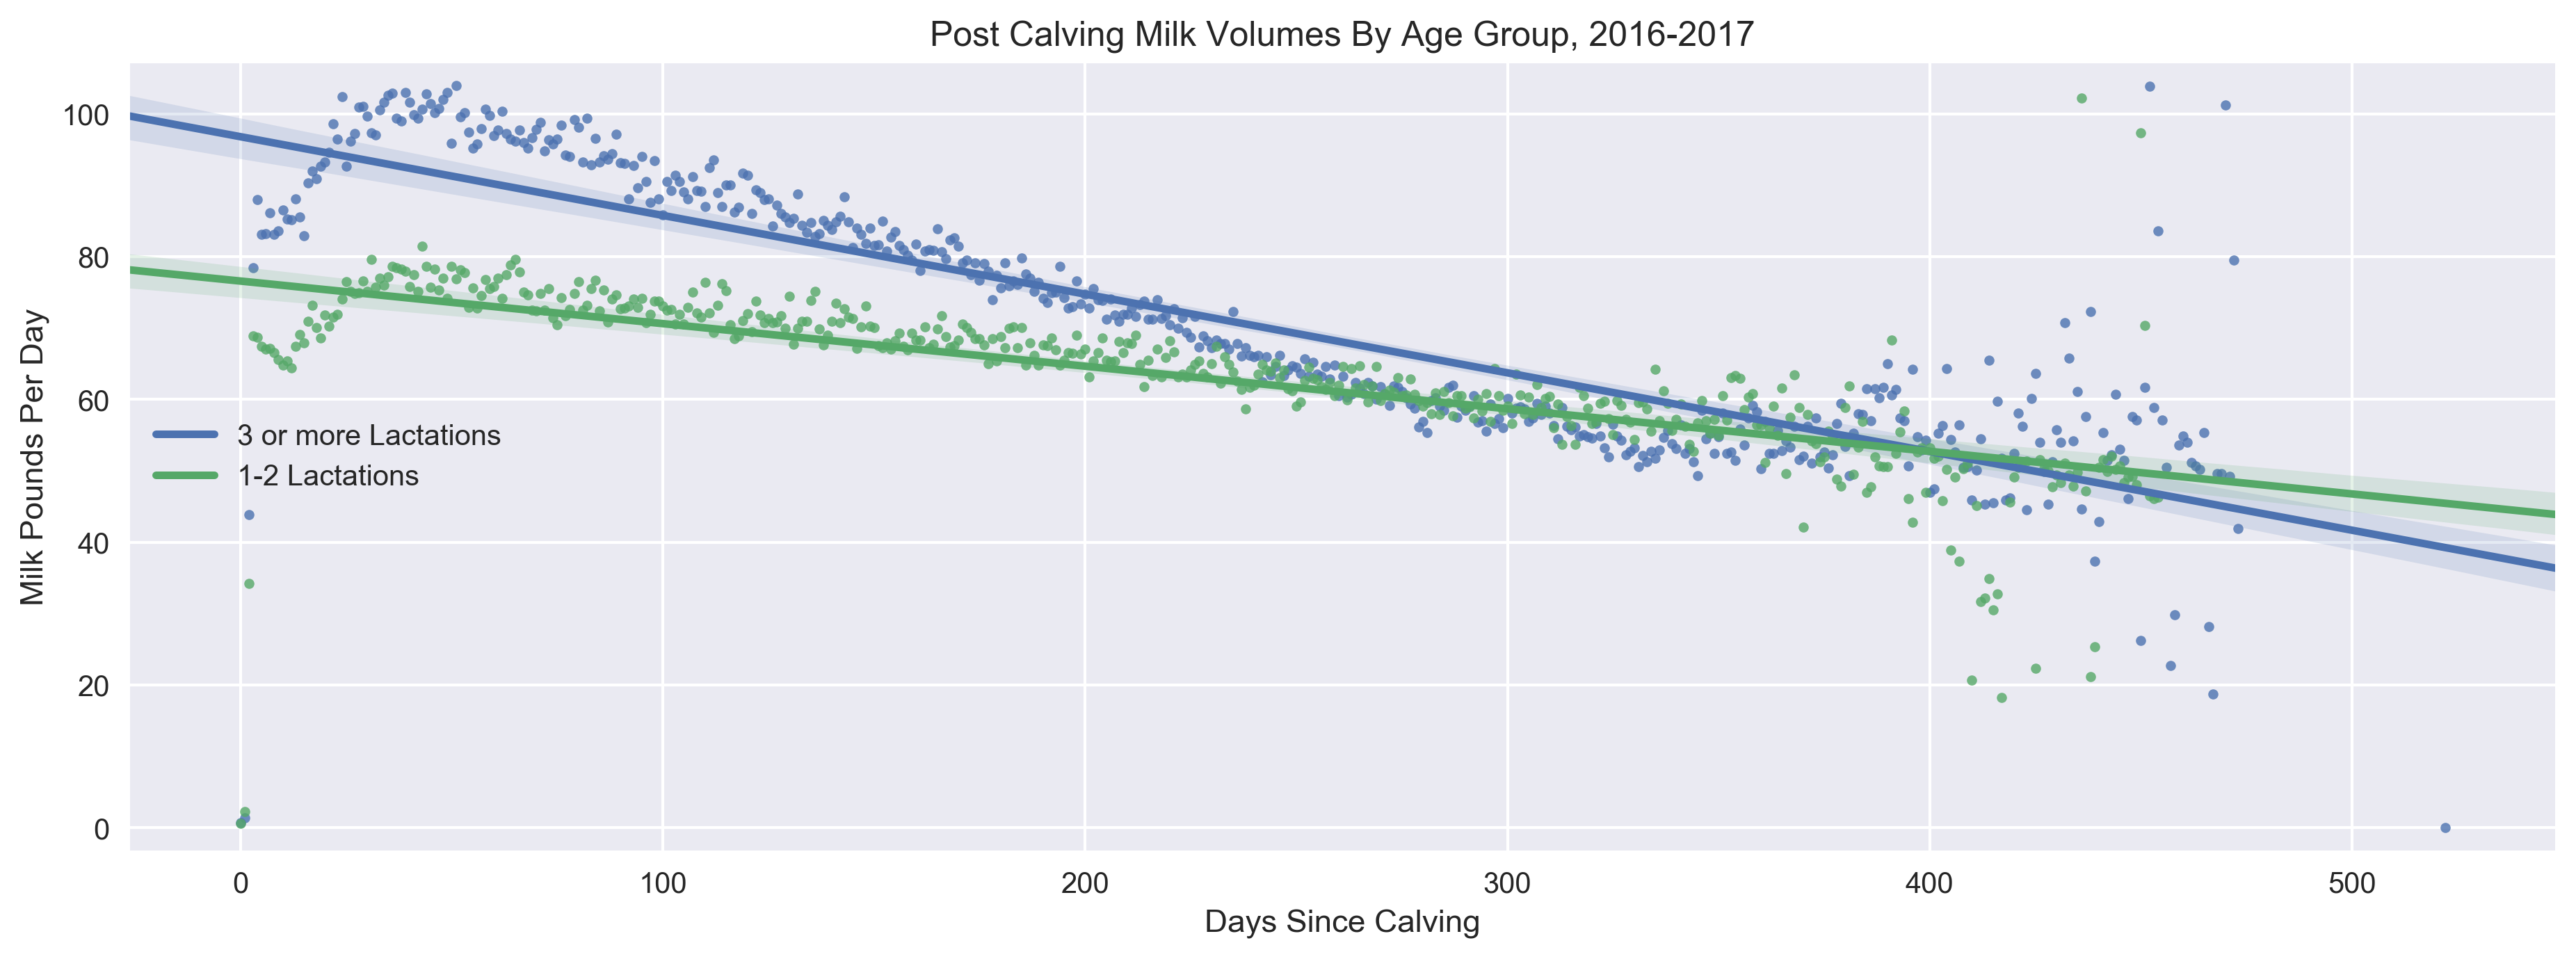 Post Calving Milk Volumes By Age Group, 2016-2017
Milk Pounds Per Day
100
80
60
40
20
0
3 or more Lactations
1-2 Lactations
0 100 200 300 400 500
Days Since Calving